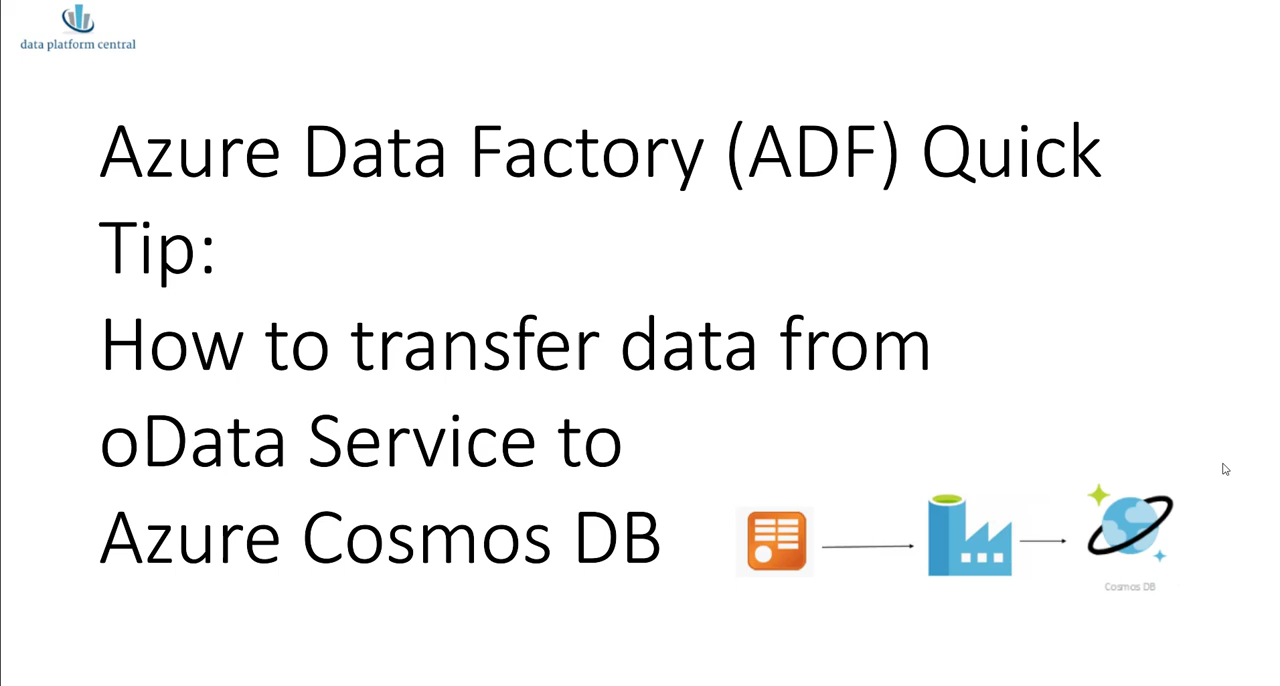 data platform central
Azure Data Factory (ADF) Quick
Tip:
How to transfer data from
oData Service to
Azure Cosmos DB
Cosmos DB